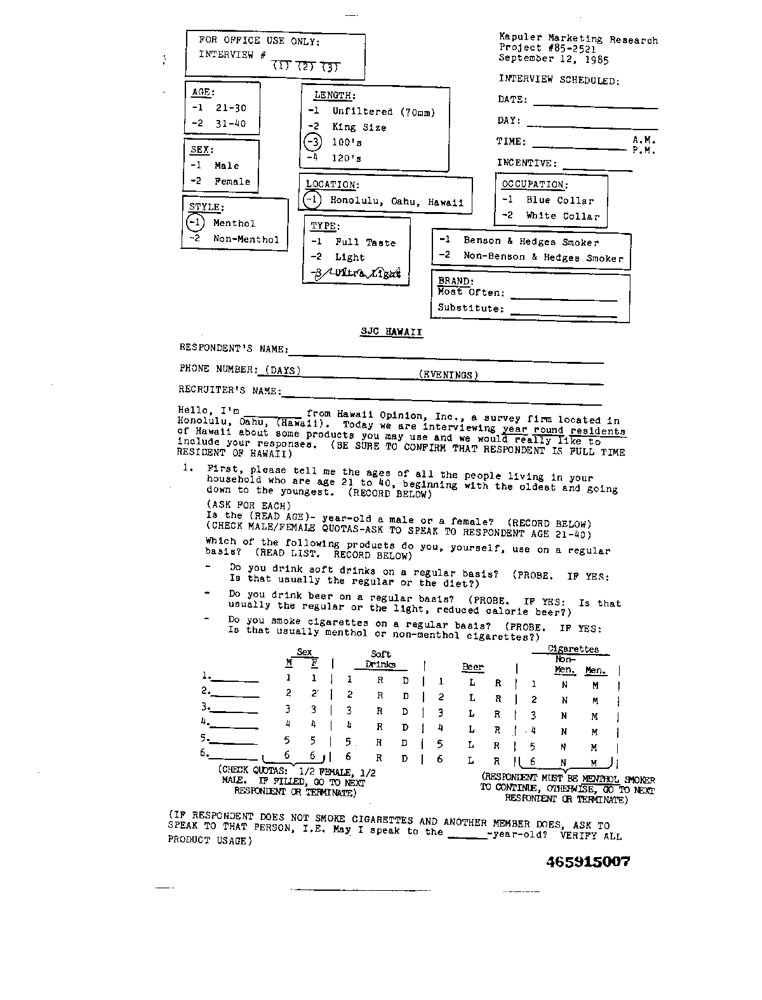 FOR OFFICE USE ONLY:
INTERVIEW #
(1) (2) (3)
Kapuler Marketing Research
Project #85-2521
September 12, 1985
INTERVIEW SCHEDULED:
DATE:
DAY:
TIME: A.M.
P.M.
INCENTIVE:
AGE:
-1 21-30
-2 31-40
SEX:
-1 Male
-2 Female
STYLE:
-1 Menthol
-2 Non-Menthol
LENGTH:
-1 Unfiltered (70mm)
-2 King Size
-3 100's
-4 120's
LOCATION:
-1 Honolulu, Oahu, Hawaii
TYPE:
-1 Full Taste
-2 Light
-3 Ultra Light
OCCUPATION:
-1 Blue Collar
-2 White Collar
-1 Benson & Hedges Smoker
-2 Non-Benson & Hedges Smoker
BRAND:
Most Often:
Substitute:
SJC HAWAII
RESPONDENT'S NAME:
PHONE NUMBER: (DAYS) (EVENINGS)
RECRUITER'S NAME:
Hello, I'm ________ from Hawaii Opinion, Inc., a survey firm located in
Honolulu, Oahu, (Hawaii). Today we are interviewing year round residents
of Hawaii about some products you may use and we would really like to
include your responses. (BE SURE TO CONFIRM THAT RESPONDENT IS FULL TIME
RESIDENT OF HAWAII)
1. First, please tell me the ages of all the people living in your
household who are age 21 to 40, beginning with the oldest and going
down to the youngest. (RECORD BELOW)
(ASK FOR EACH)
Is the (READ AGE)- year-old a male or a female? (RECORD BELOW)
(CHECK MALE/FEMALE QUOTAS-ASK TO SPEAK TO RESPONDENT AGE 21-40)
Which of the following products do you, yourself, use on a regular
basis? (READ LIST. RECORD BELOW)
- Do you drink soft drinks on a regular basis? (PROBE. IF YES:
Is that usually the regular or the diet?)
- Do you drink beer on a regular basis? (PROBE. IF YES: Is that
usually the regular or the light, reduced calorie beer?)
- Do you smoke cigarettes on a regular basis? (PROBE. IF YES:
Is that usually menthol or non-menthol cigarettes?)
Sex Soft Cigarettes
M F | Drinks | Beer | Non-
Men. Men. |
1. 1 1 | 1 R D | 1 L R | 1 N M |
2. 2 2 | 2 R D | 2 L R | 2 N M |
3. 3 3 | 3 R D | 3 L R | 3 N M |
4. 4 4 | 4 R D | 4 L R | 4 N M |
5. 5 5 | 5 R D | 5 L R | 5 N M |
6. 6 6 | 6 R D | 6 L R | 6 N M |
(CHECK QUOTAS: 1/2 FEMALE, 1/2
MALE. IF FILLED, GO TO NEXT
RESPONDENT OR TERMINATE)
(RESPONDENT MUST BE MENTHOL SMOKER
TO CONTINUE, OTHERWISE, GO TO NEXT
RESPONDENT OR TERMINATE)
(IF RESPONDENT DOES NOT SMOKE CIGARETTES AND ANOTHER MEMBER DOES, ASK TO
SPEAK TO THAT PERSON, I.E. May I speak to the ______-year-old? VERIFY ALL
PRODUCT USAGE)
465915007